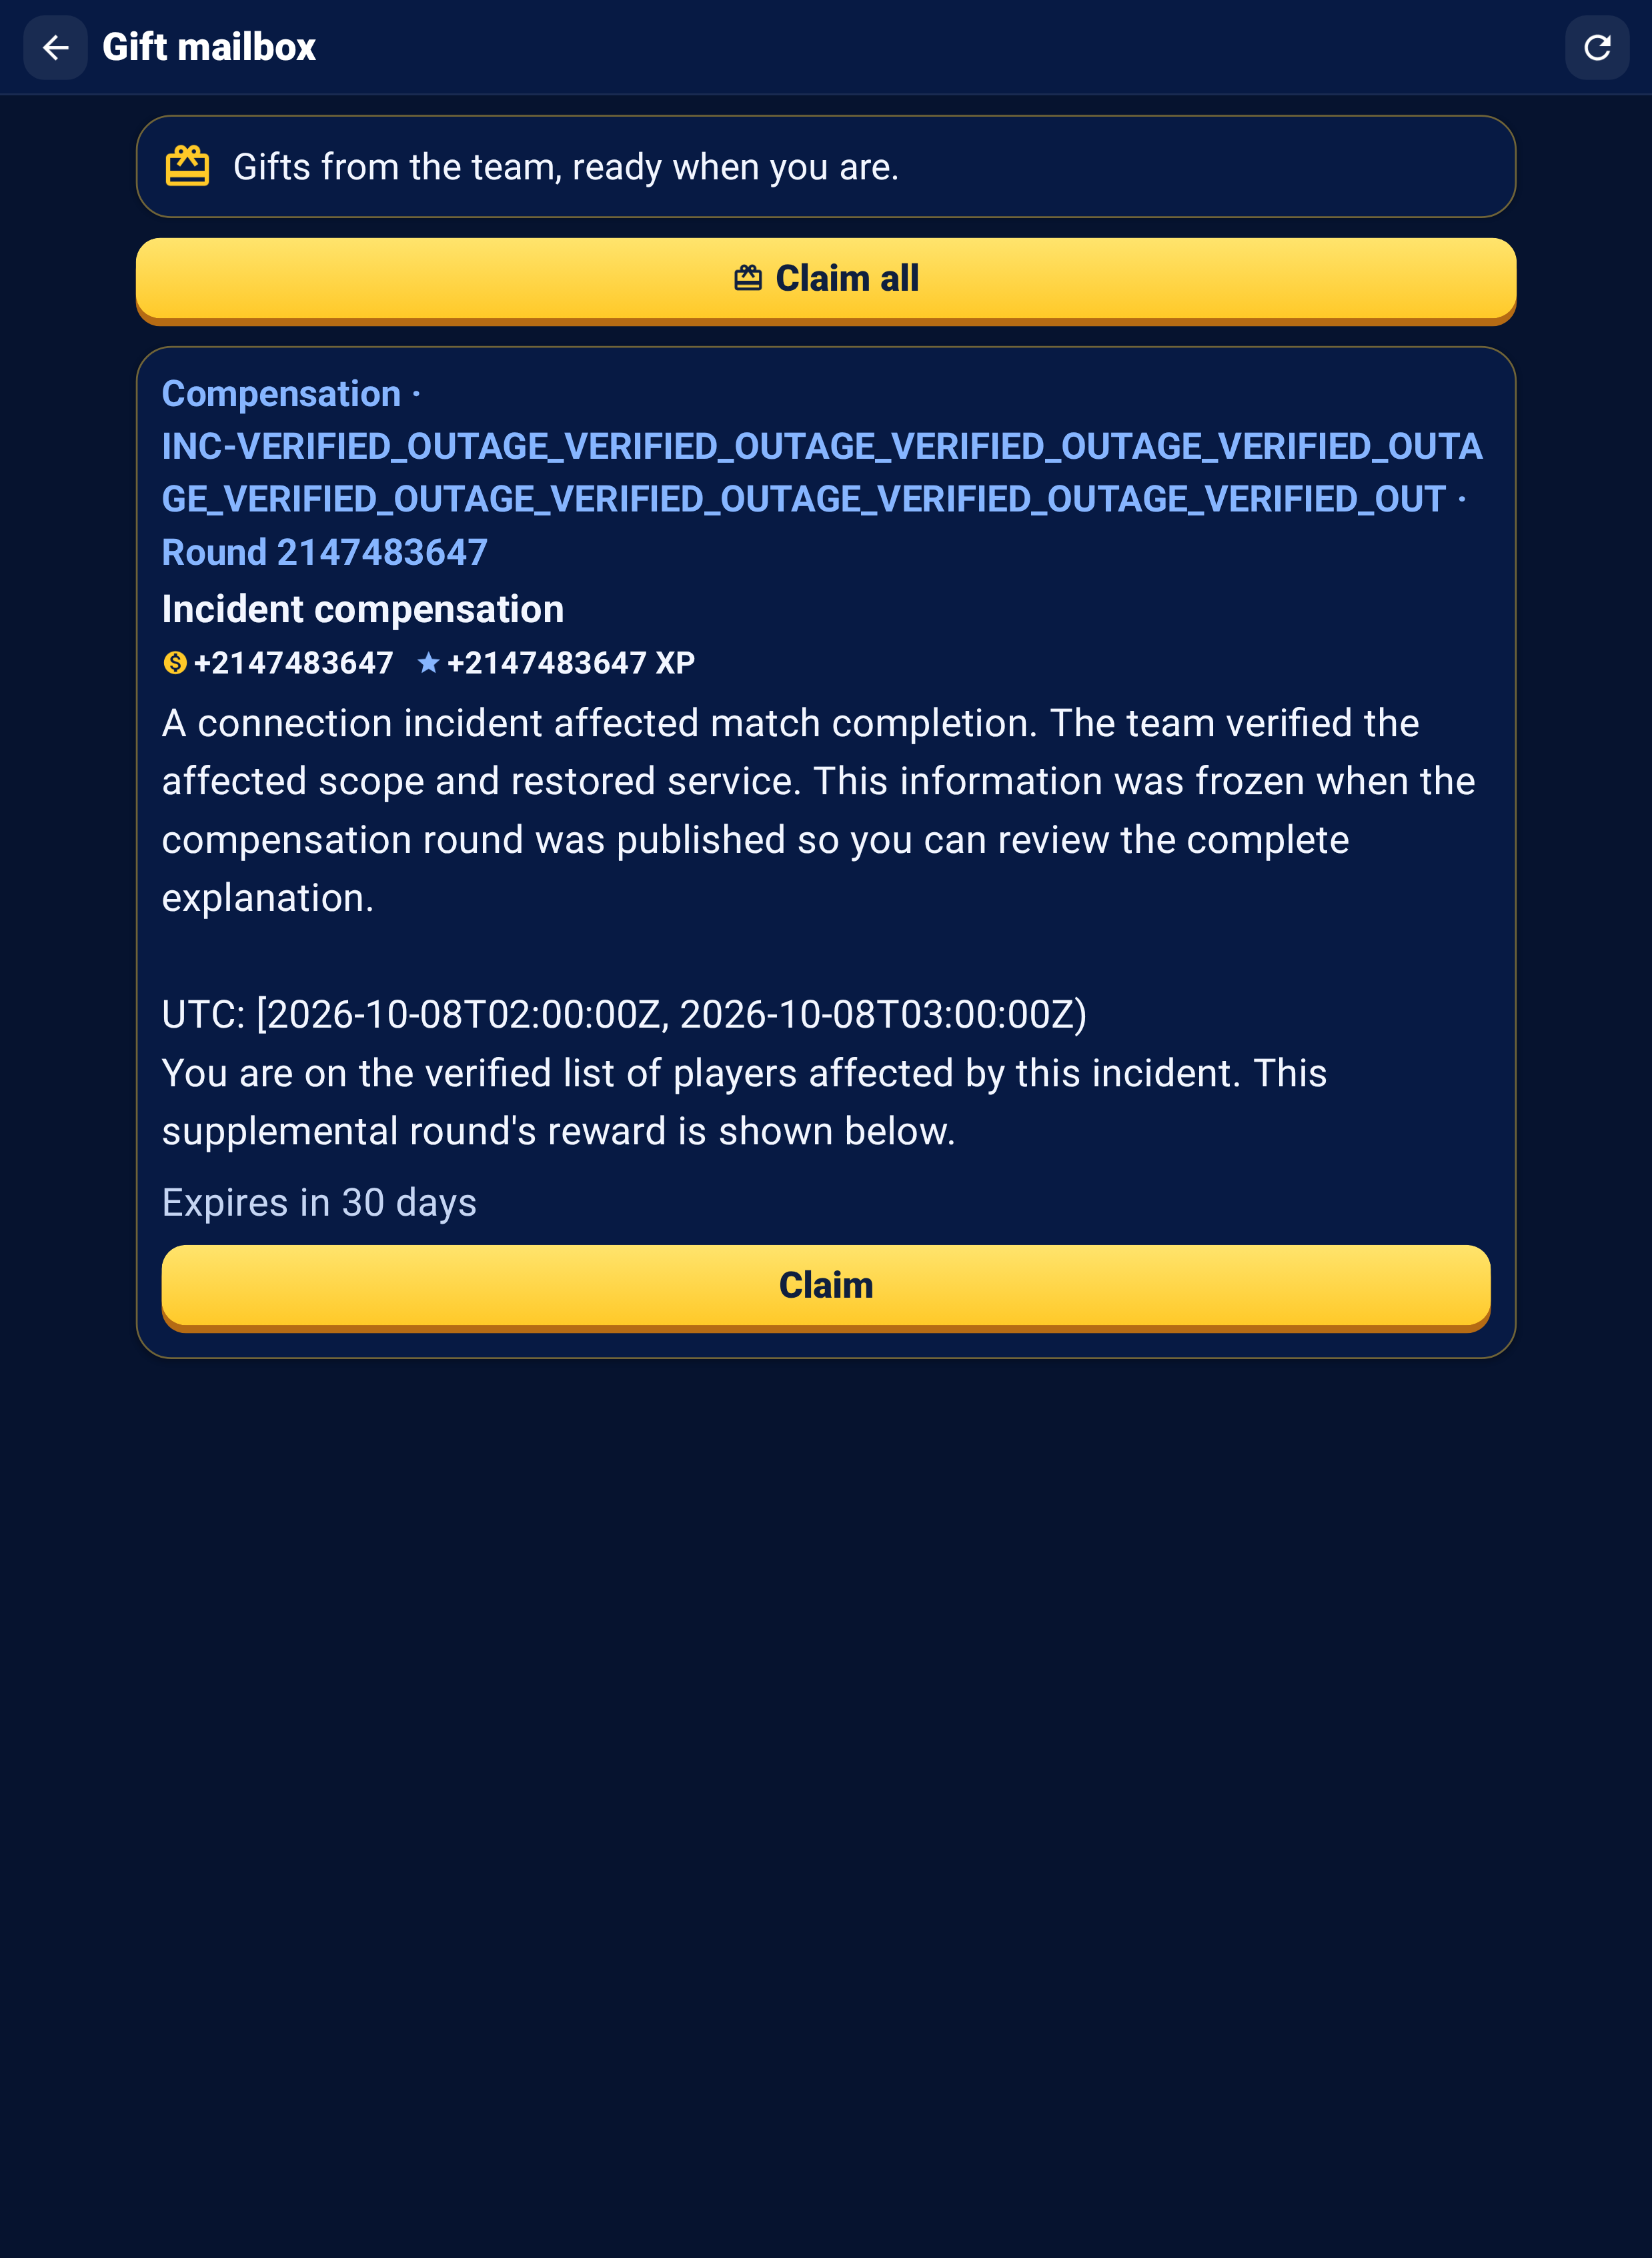 Gift mailbox
Gifts from the team, ready when you are.
Claim all
Compensation ·
INC-VERIFIED_OUTAGE_VERIFIED_OUTAGE_VERIFIED_OUTAGE_VERIFIED_OUTA
GE_VERIFIED_OUTAGE_VERIFIED_OUTAGE_VERIFIED_OUTAGE_VERIFIED_OUT ·
Round 2147483647
Incident compensation
+2147483647 +2147483647 XP
A connection incident affected match completion. The team verified the
affected scope and restored service. This information was frozen when the
compensation round was published so you can review the complete
explanation.
UTC: [2026-10-08T02:00:00Z, 2026-10-08T03:00:00Z)
You are on the verified list of players affected by this incident. This
supplemental round's reward is shown below.
Expires in 30 days
Claim